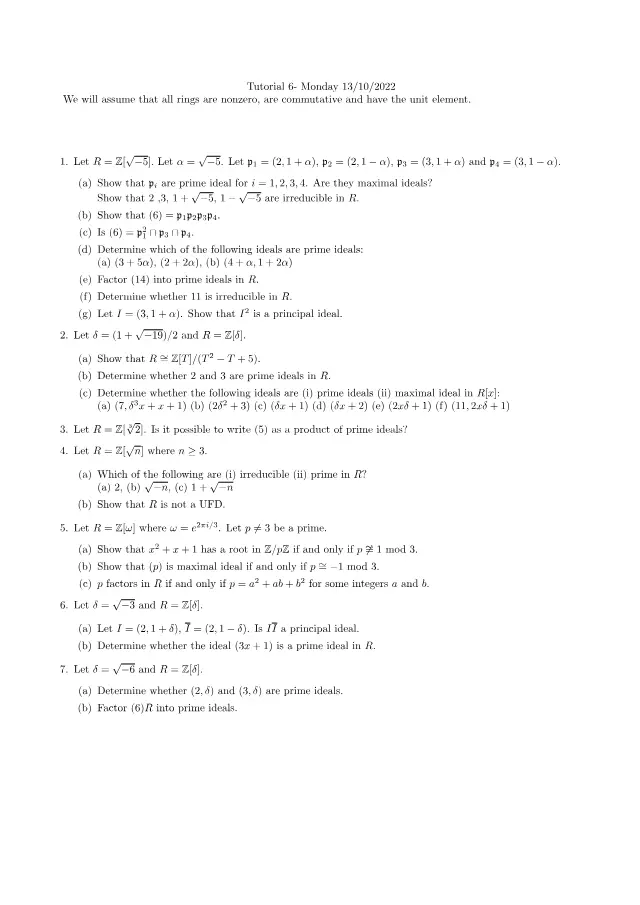 Tutorial 6- Monday 13/10/2022
We will assume that all rings are nonzero, are commutative and have the unit element.
1. Let R = ℤ[√−5]. Let α = √−5. Let 𝔭₁ = (2, 1 + α), 𝔭₂ = (2, 1 − α), 𝔭₃ = (3, 1 + α) and 𝔭₄ = (3, 1 − α).
(a) Show that 𝔭ᵢ are prime ideal for i = 1, 2, 3, 4. Are they maximal ideals?
Show that 2 ,3, 1 + √−5, 1 − √−5 are irreducible in R.
(b) Show that (6) = 𝔭₁𝔭₂𝔭₃𝔭₄.
(c) Is (6) = 𝔭₁² ∩ 𝔭₃ ∩ 𝔭₄.
(d) Determine which of the following ideals are prime ideals:
(a) (3 + 5α), (2 + 2α), (b) (4 + α, 1 + 2α)
(e) Factor (14) into prime ideals in R.
(f) Determine whether 11 is irreducible in R.
(g) Let I = (3, 1 + α). Show that I² is a principal ideal.
2. Let δ = (1 + √−19)/2 and R = ℤ[δ].
(a) Show that R ≅ ℤ[T]/(T² − T + 5).
(b) Determine whether 2 and 3 are prime ideals in R.
(c) Determine whether the following ideals are (i) prime ideals (ii) maximal ideal in R[x]:
(a) (7, δ³x + x + 1) (b) (2δ² + 3) (c) (δx + 1) (d) (δx + 2) (e) (2xδ + 1) (f) (11, 2xδ + 1)
3. Let R = ℤ[∛2]. Is it possible to write (5) as a product of prime ideals?
4. Let R = ℤ[√n] where n ≥ 3.
(a) Which of the following are (i) irreducible (ii) prime in R?
(a) 2, (b) √−n, (c) 1 + √−n
(b) Show that R is not a UFD.
5. Let R = ℤ[ω] where ω = e^{2πi/3}. Let p ≠ 3 be a prime.
(a) Show that x² + x + 1 has a root in ℤ/pℤ if and only if p ≇ 1 mod 3.
(b) Show that (p) is maximal ideal if and only if p ≅ −1 mod 3.
(c) p factors in R if and only if p = a² + ab + b² for some integers a and b.
6. Let δ = √−3 and R = ℤ[δ].
(a) Let I = (2, 1 + δ), I̅ = (2, 1 − δ). Is II̅ a principal ideal.
(b) Determine whether the ideal (3x + 1) is a prime ideal in R.
7. Let δ = √−6 and R = ℤ[δ].
(a) Determine whether (2, δ) and (3, δ) are prime ideals.
(b) Factor (6)R into prime ideals.